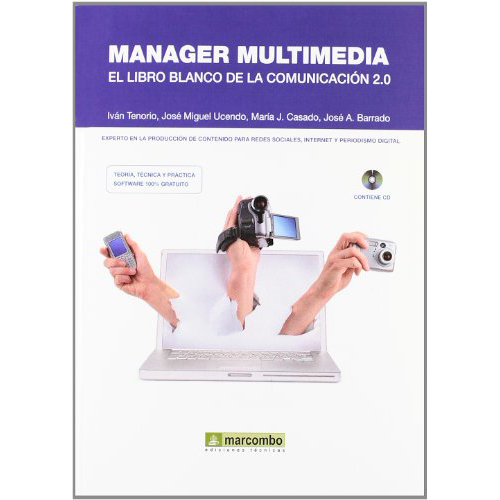 MANAGER MULTIMEDIA
EL LIBRO BLANCO DE LA COMUNICACIÓN 2.0
Iván Tenorio, José Miguel Ucendo, María J. Casado, José A. Barrado
EXPERTO EN LA PRODUCCIÓN DE CONTENIDO PARA REDES SOCIALES, INTERNET Y PERIODISMO DIGITAL
TEORÍA, TÉCNICA Y PRÁCTICA
SOFTWARE 100% GRATUITO
CONTIENE CD
marcombo
ediciones técnicas